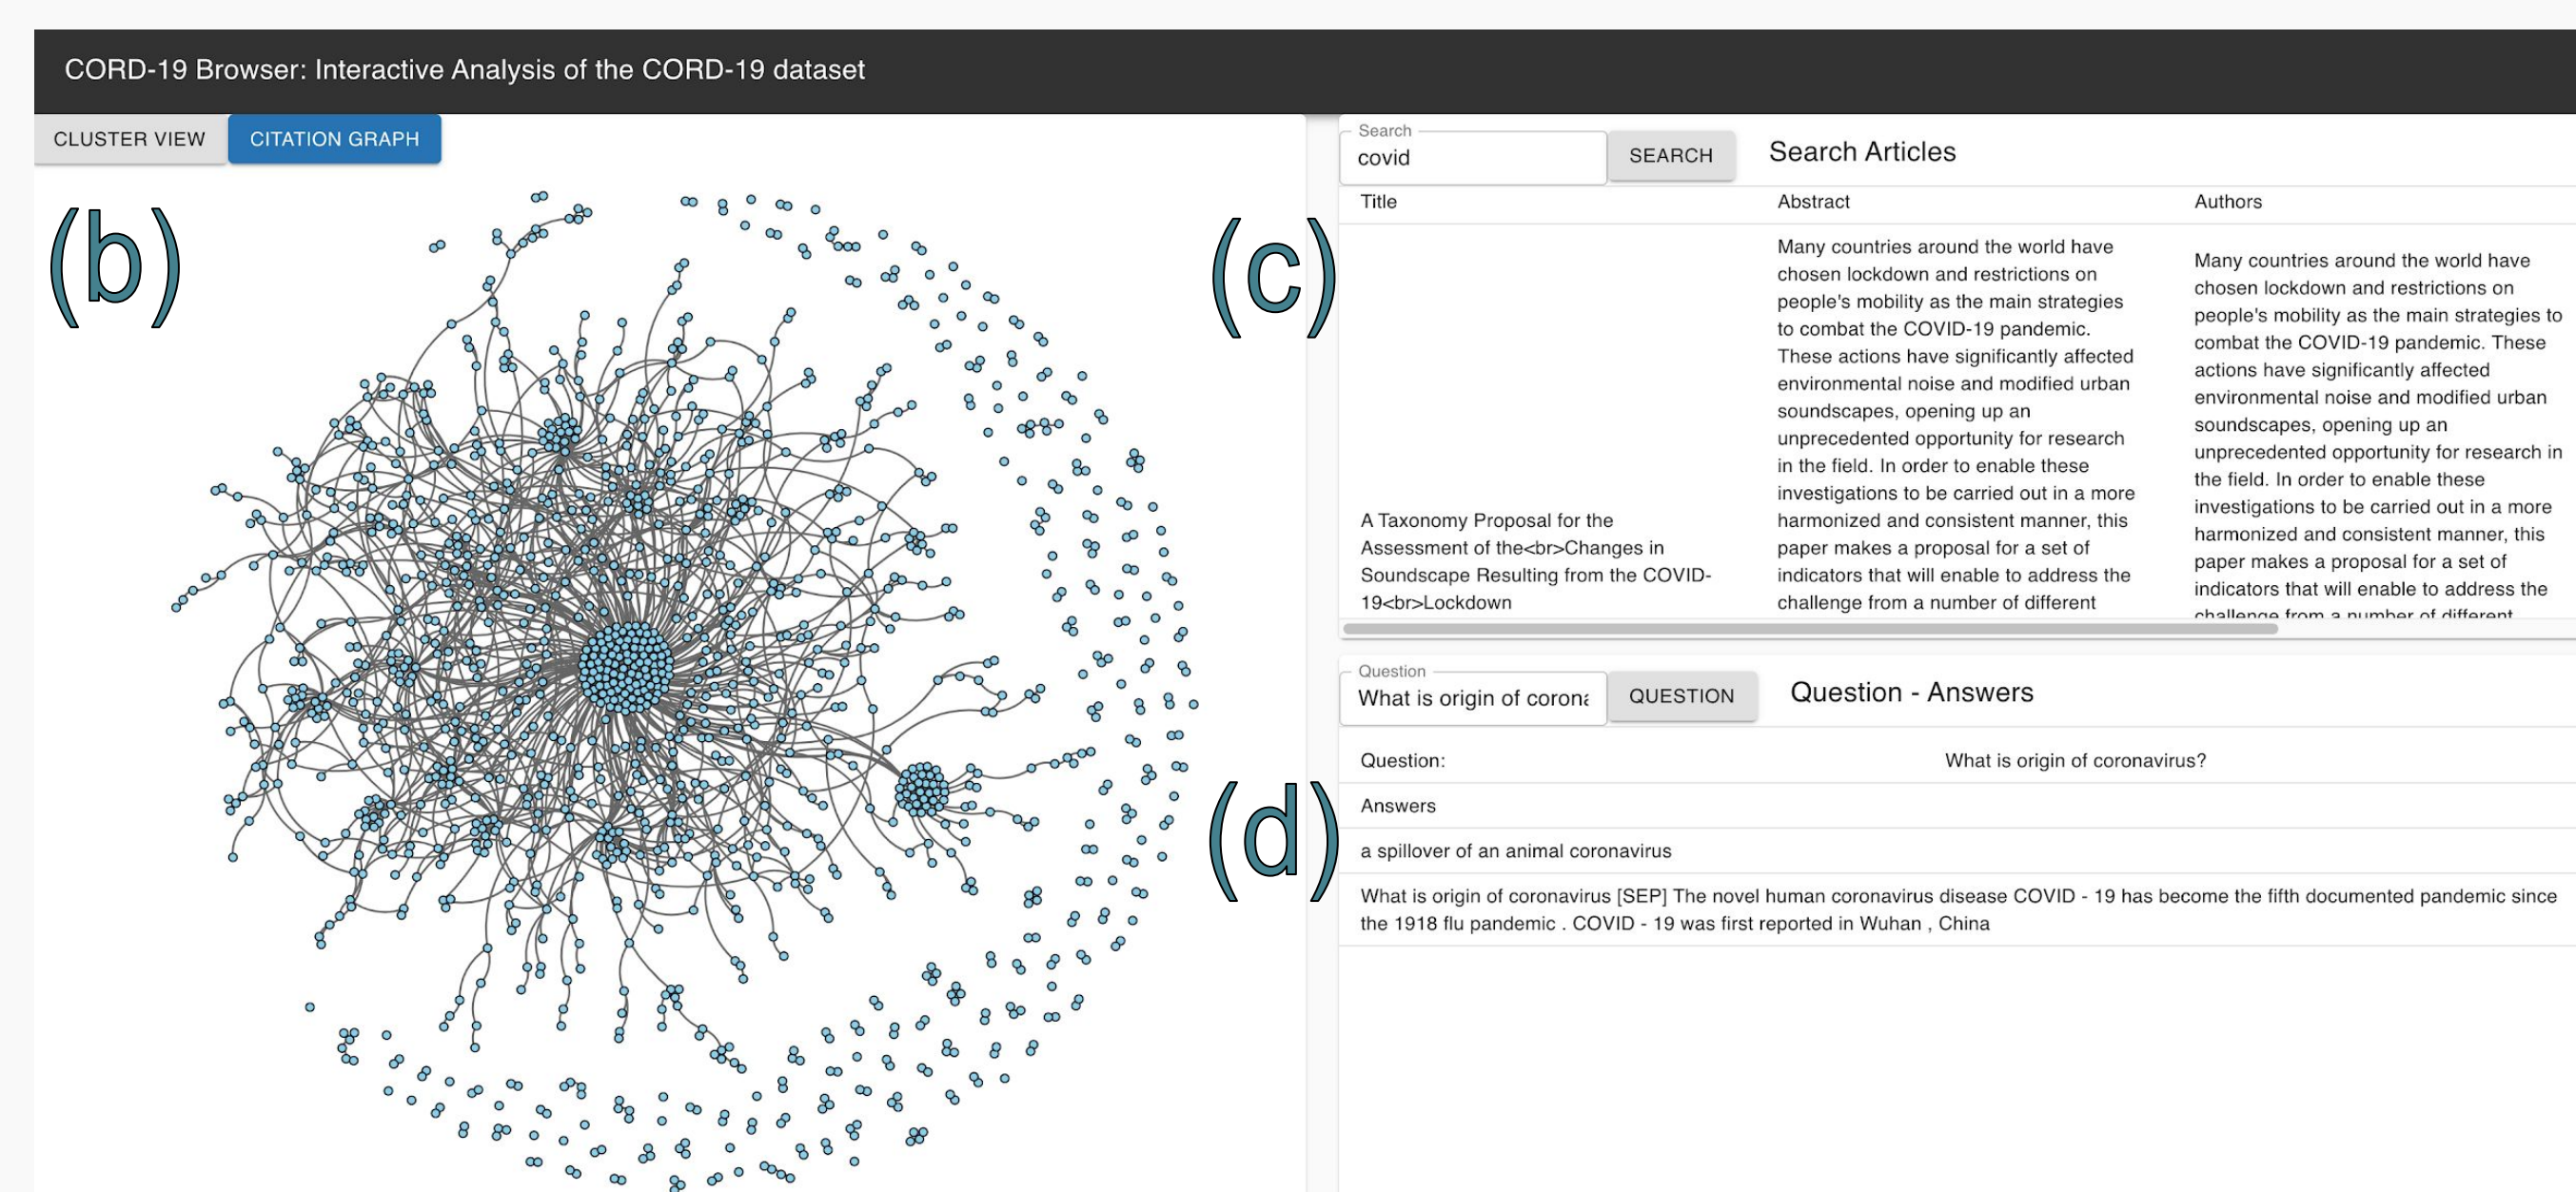 CORD-19 Browser: Interactive Analysis of the CORD-19 dataset
CLUSTER VIEW
CITATION GRAPH
(b)
(c)
Search
covid
SEARCH
Search Articles
Title
Abstract
Authors
A Taxonomy Proposal for the
Assessment of the<br>Changes in
Soundscape Resulting from the COVID-
19<br>Lockdown
Many countries around the world have
chosen lockdown and restrictions on
people's mobility as the main strategies
to combat the COVID-19 pandemic.
These actions have significantly affected
environmental noise and modified urban
soundscapes, opening up an
unprecedented opportunity for research
in the field. In order to enable these
investigations to be carried out in a more
harmonized and consistent manner, this
paper makes a proposal for a set of
indicators that will enable to address the
challenge from a number of different
Many countries around the world have
chosen lockdown and restrictions on
people's mobility as the main strategies to
combat the COVID-19 pandemic. These
actions have significantly affected
environmental noise and modified urban
soundscapes, opening up an
unprecedented opportunity for research in
the field. In order to enable these
investigations to be carried out in a more
harmonized and consistent manner, this
paper makes a proposal for a set of
indicators that will enable to address the
challenge from a number of different
(d)
Question
What is origin of corona
QUESTION
Question - Answers
Question:
What is origin of coronavirus?
Answers
a spillover of an animal coronavirus
What is origin of coronavirus [SEP] The novel human coronavirus disease COVID - 19 has become the fifth documented pandemic since
the 1918 flu pandemic . COVID - 19 was first reported in Wuhan , China